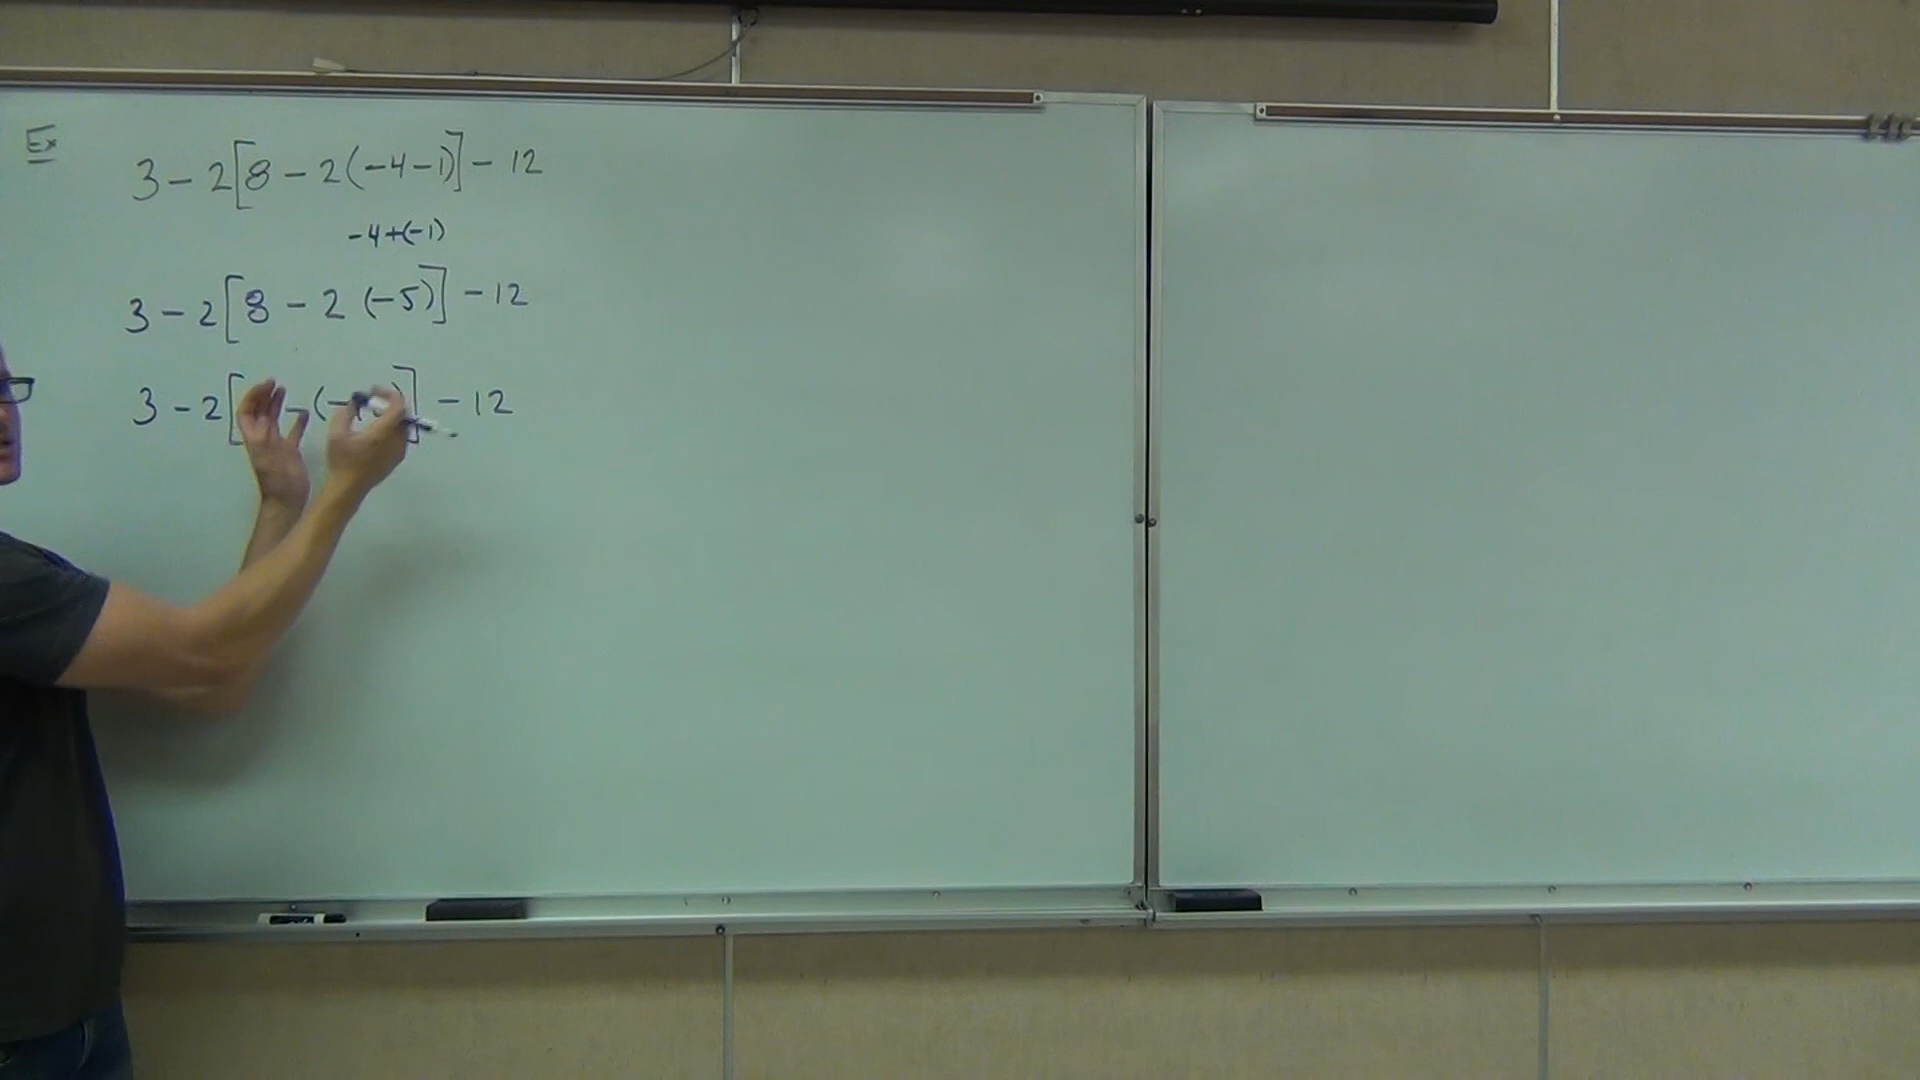 Ex 3 - 2[8 - 2(-4 - 1)] - 12
-4 + (-1)
3 - 2[8 - 2 (-5)] - 12
3 - 2[ - (-10)] - 12